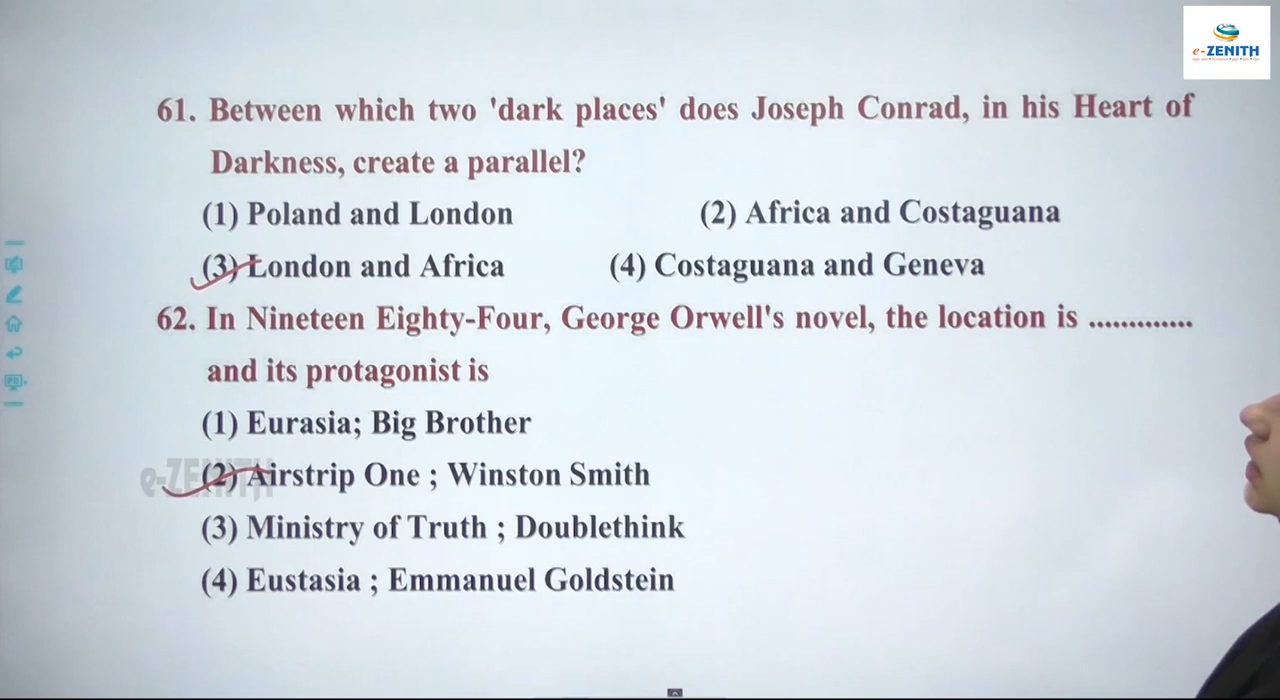 e-ZENITH
61. Between which two 'dark places' does Joseph Conrad, in his Heart of
Darkness, create a parallel?
(1) Poland and London (2) Africa and Costaguana
(3) London and Africa (4) Costaguana and Geneva
62. In Nineteen Eighty-Four, George Orwell's novel, the location is .............
and its protagonist is
(1) Eurasia; Big Brother
(2) Airstrip One ; Winston Smith
e-ZENITH
(3) Ministry of Truth ; Doublethink
(4) Eustasia ; Emmanuel Goldstein